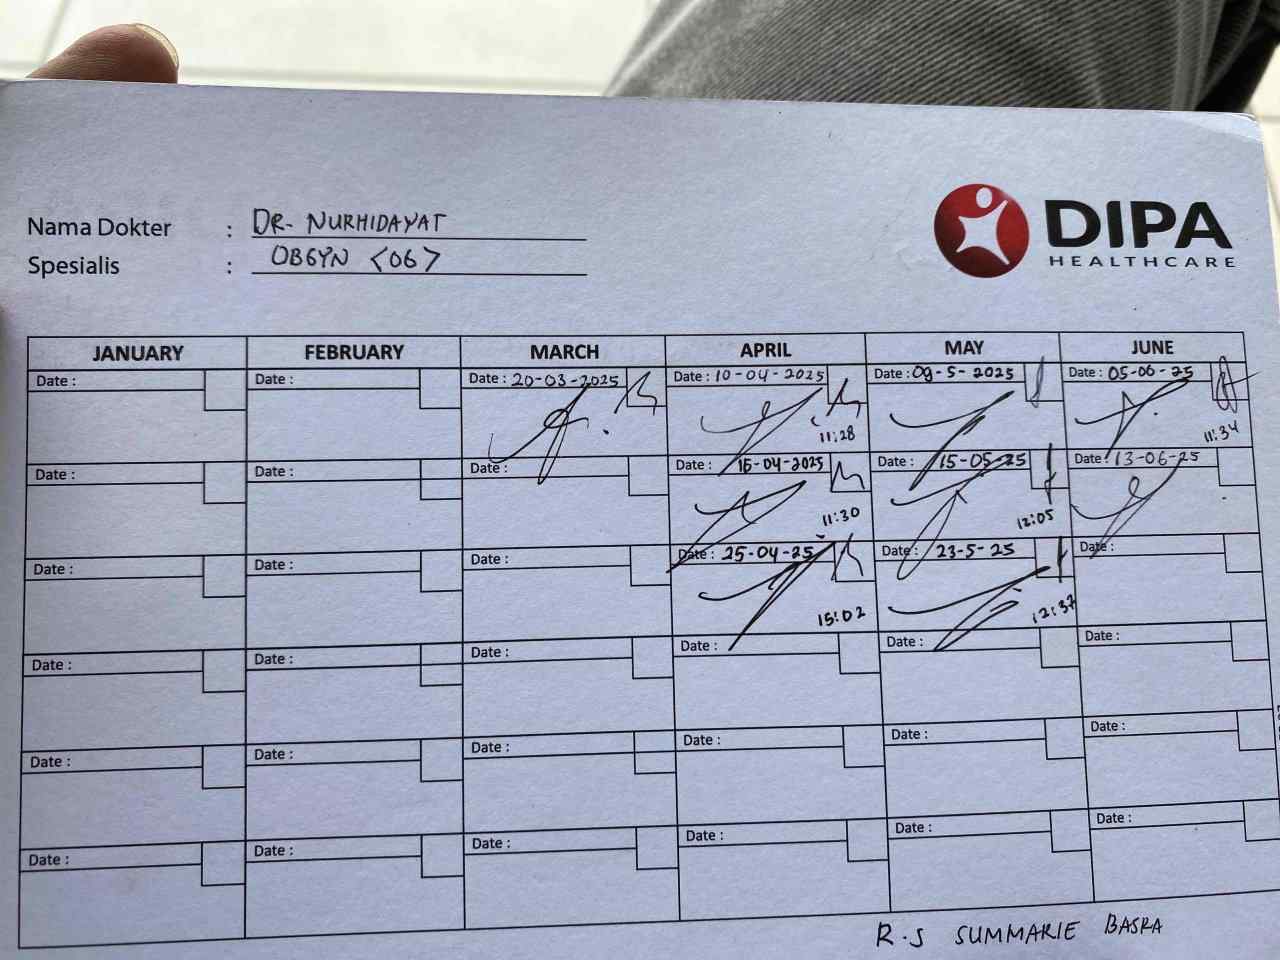 Nama Dokter : DR. NURHIDAYAT
Spesialis : OBGYN <06>
DIPA
HEALTHCARE
JANUARY FEBRUARY MARCH APRIL MAY JUNE
Date : Date : Date : 20-03-2025 Date : 10-04-2025 Date : 09-5-2025 Date : 05-06-25
11:28 11:34
Date : Date : Date : Date : 16-04-2025 Date : 15-05-25 Date : 13-06-25
11:30 12:05
Date : Date : Date : Date : 25-04-25 Date : 23-5-25 Date :
15:02 12:37
Date : Date : Date : Date : Date : Date :
Date : Date : Date : Date : Date : Date :
Date : Date : Date : Date : Date : Date :
R.S SUMMARIE BASRA